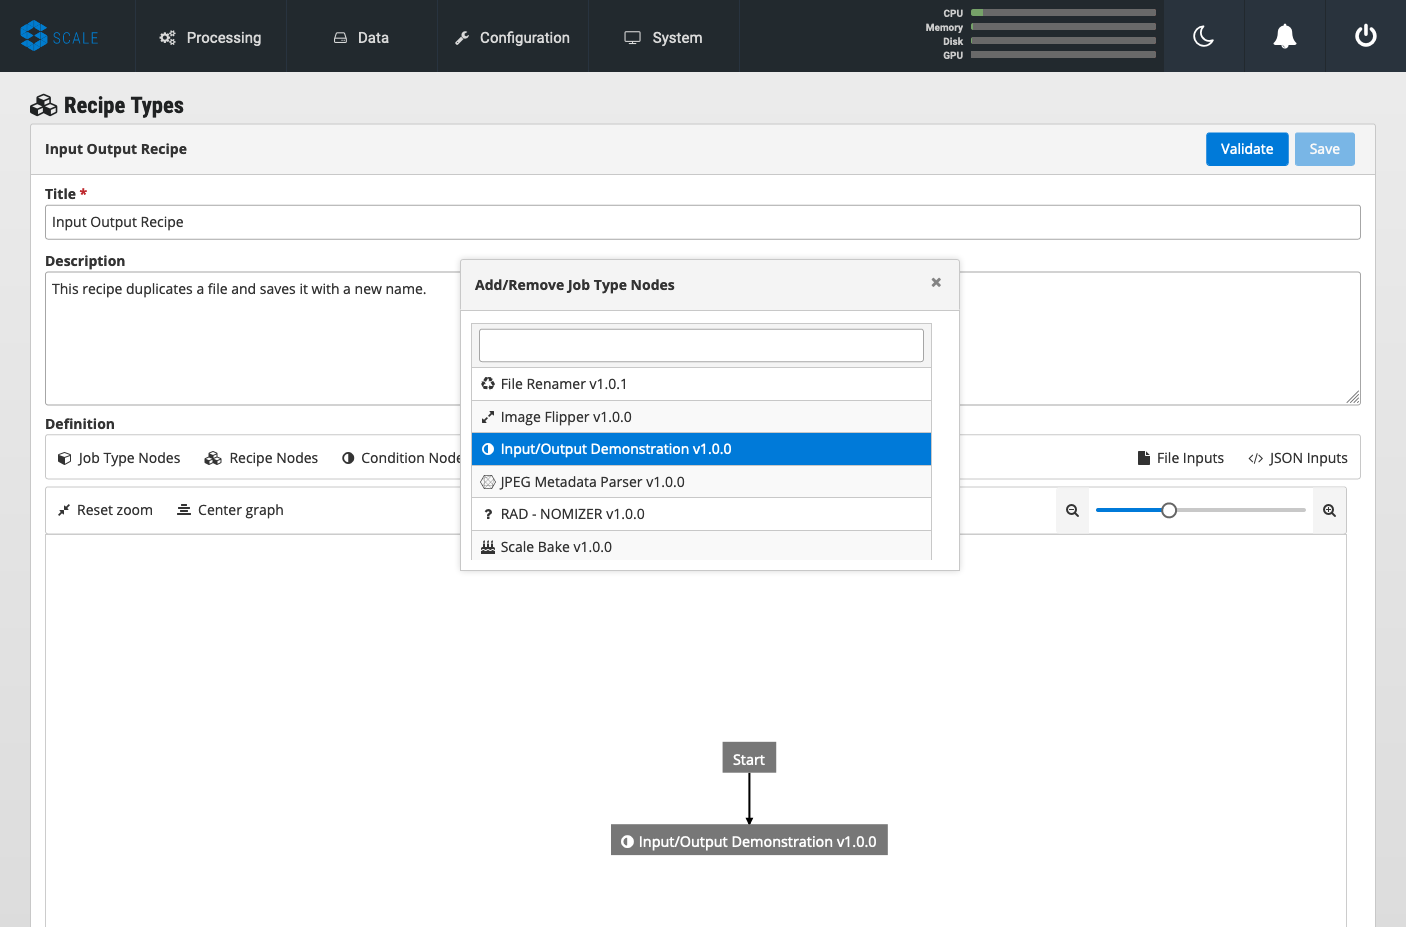 SCALE
Processing
Data
Configuration
System
CPU
Memory
Disk
GPU
Recipe Types
Input Output Recipe
Validate
Save
Title *
Input Output Recipe
Description
This recipe duplicates a file and saves it with a new name.
Add/Remove Job Type Nodes
File Renamer v1.0.1
Image Flipper v1.0.0
Input/Output Demonstration v1.0.0
JPEG Metadata Parser v1.0.0
? RAD - NOMIZER v1.0.0
Scale Bake v1.0.0
Definition
Job Type Nodes
Recipe Nodes
Condition Node
File Inputs
</> JSON Inputs
Reset zoom
Center graph
Start
Input/Output Demonstration v1.0.0